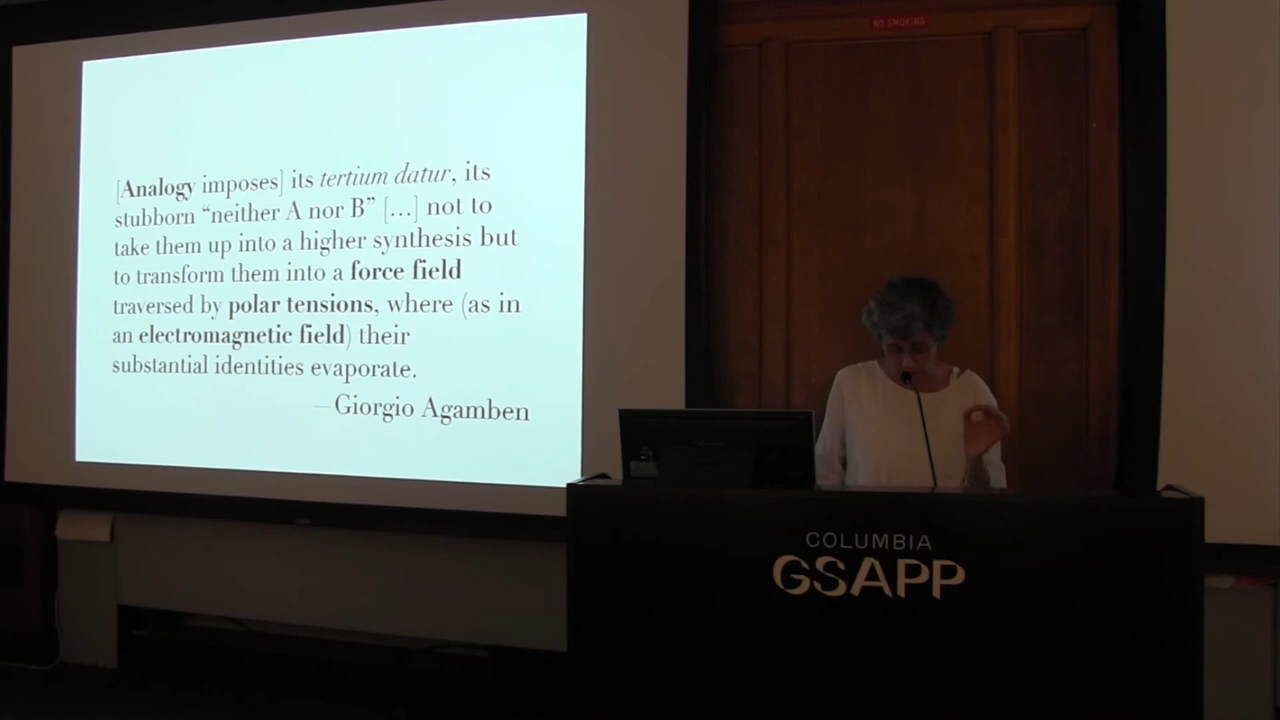 NO SMOKING
[Analogy imposes] its tertium datur, its
stubborn “neither A nor B” [...] not to
take them up into a higher synthesis but
to transform them into a force field
traversed by polar tensions, where (as in
an electromagnetic field) their
substantial identities evaporate.
—Giorgio Agamben
COLUMBIA
GSAPP